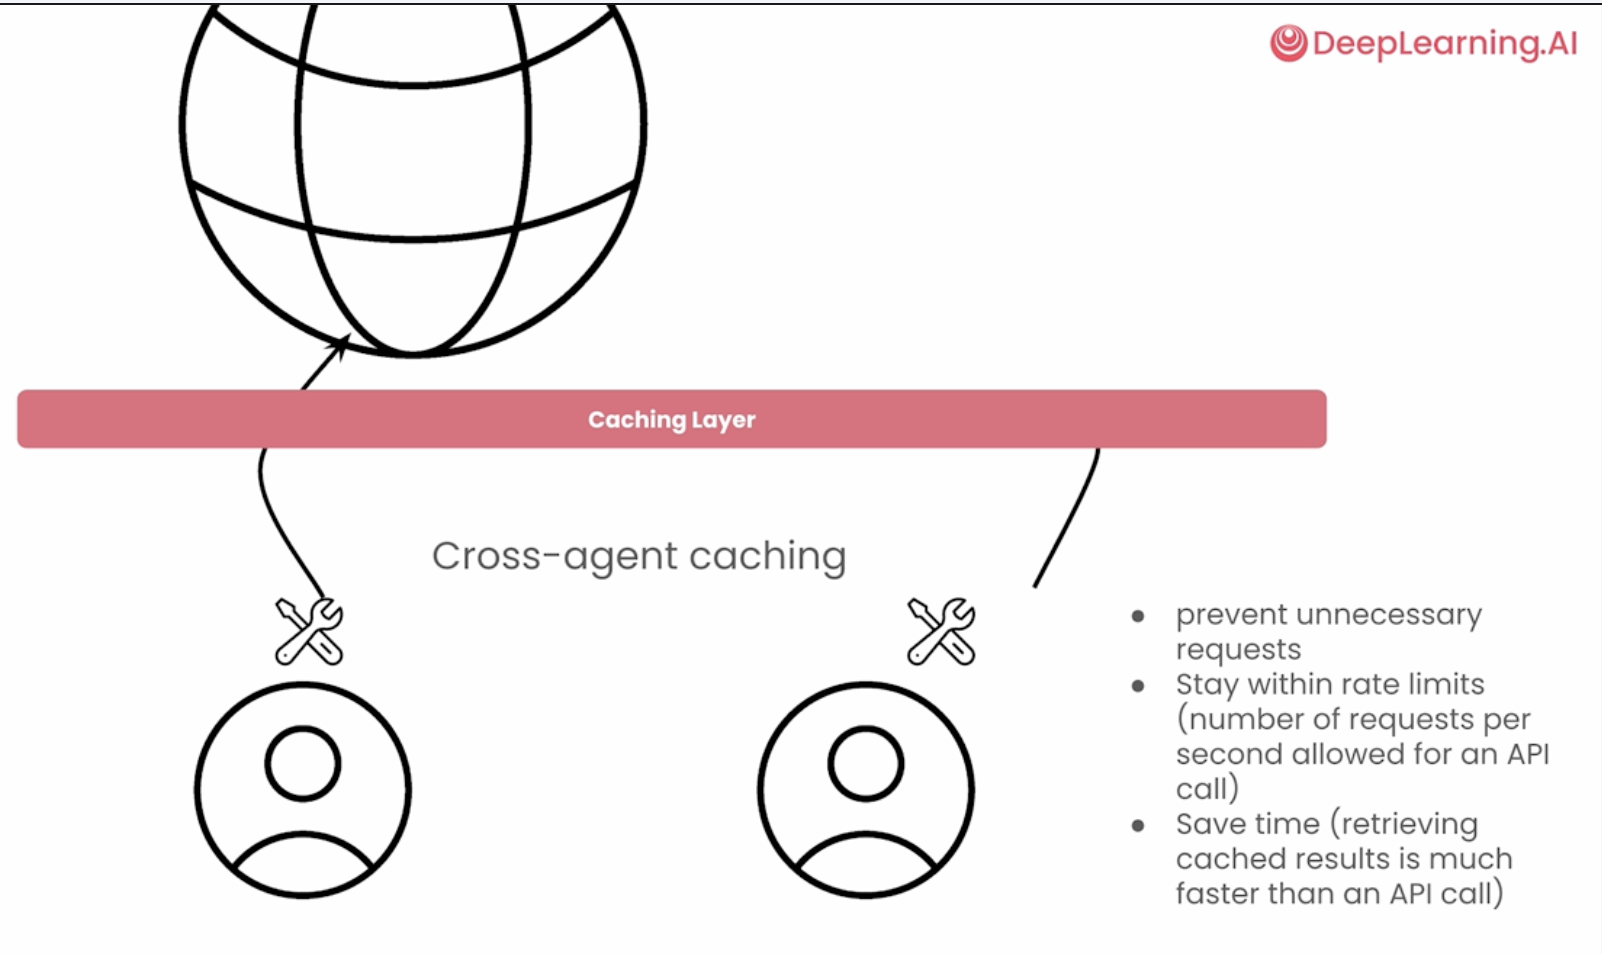 DeepLearning.AI
Caching Layer
Cross-agent caching
● prevent unnecessary
requests
● Stay within rate limits
(number of requests per
second allowed for an API
call)
● Save time (retrieving
cached results is much
faster than an API call)